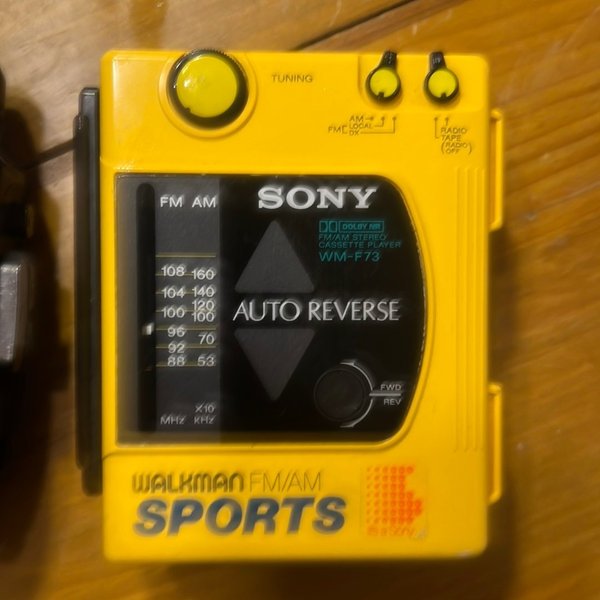 TUNING
AM
FM LOCAL
DX
RADIO
TAPE
(RADIO
OFF)
FM AM
SONY
DOLBY NR
FM/AM STEREO
CASSETTE PLAYER
WM-F73
108 160
104 140
120
100 100
96 70
92
88 53
AUTO REVERSE
FWD
REV
X10
MHz KHz
WALKMAN FM/AM
SPORTS
It's a Sony